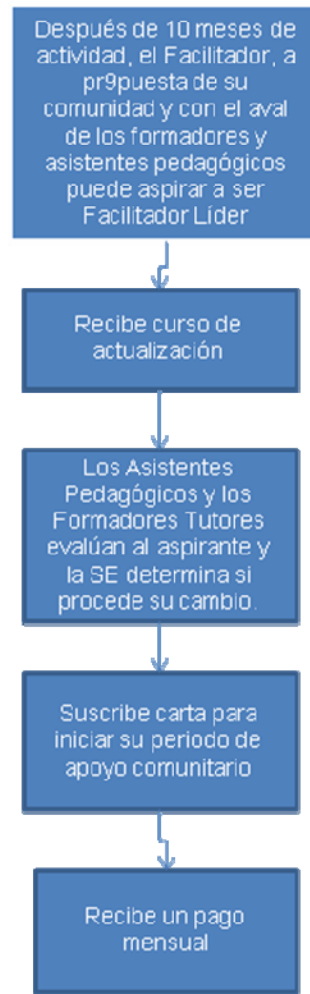 Después de 10 meses de
actividad, el Facilitador, a
pr9puesta de su
comunidad y con el aval
de los formadores y
asistentes pedagógicos
puede aspirar a ser
Facilitador Líder
Recibe curso de
actualización
Los Asistentes
Pedagógicos y los
Formadores Tutores
evalúan al aspirante y
la SE determina si
procede su cambio.
Suscribe carta para
iniciar su periodo de
apoyo comunitario
Recibe un pago
mensual